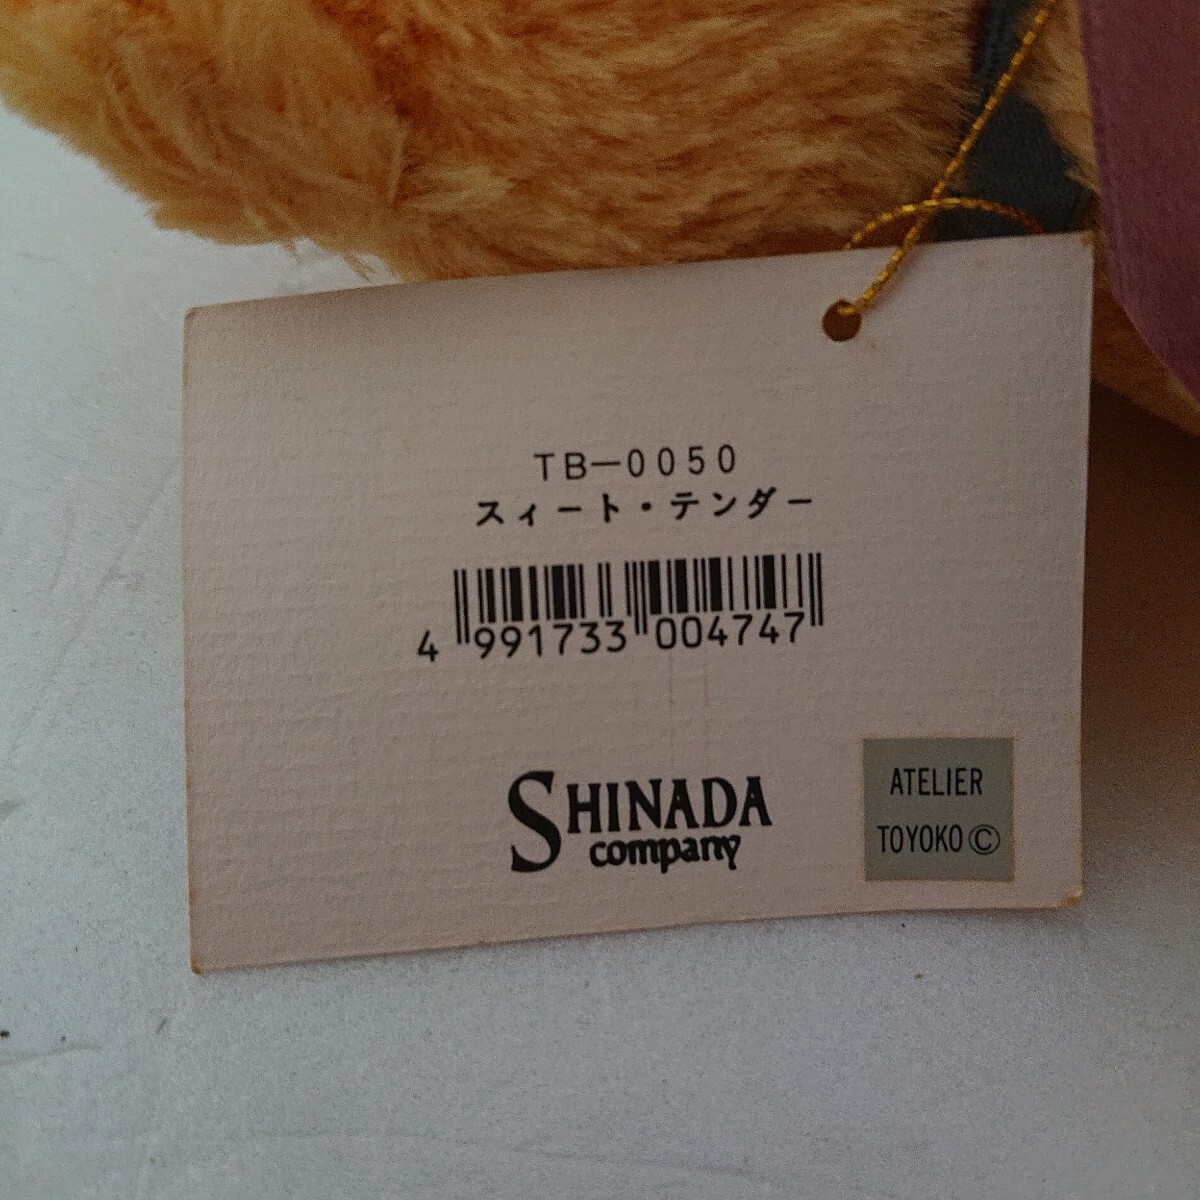 TB—0050
スィート・テンダー
4 991733 004747
SHINADA
company
ATELIER
TOYOKO©